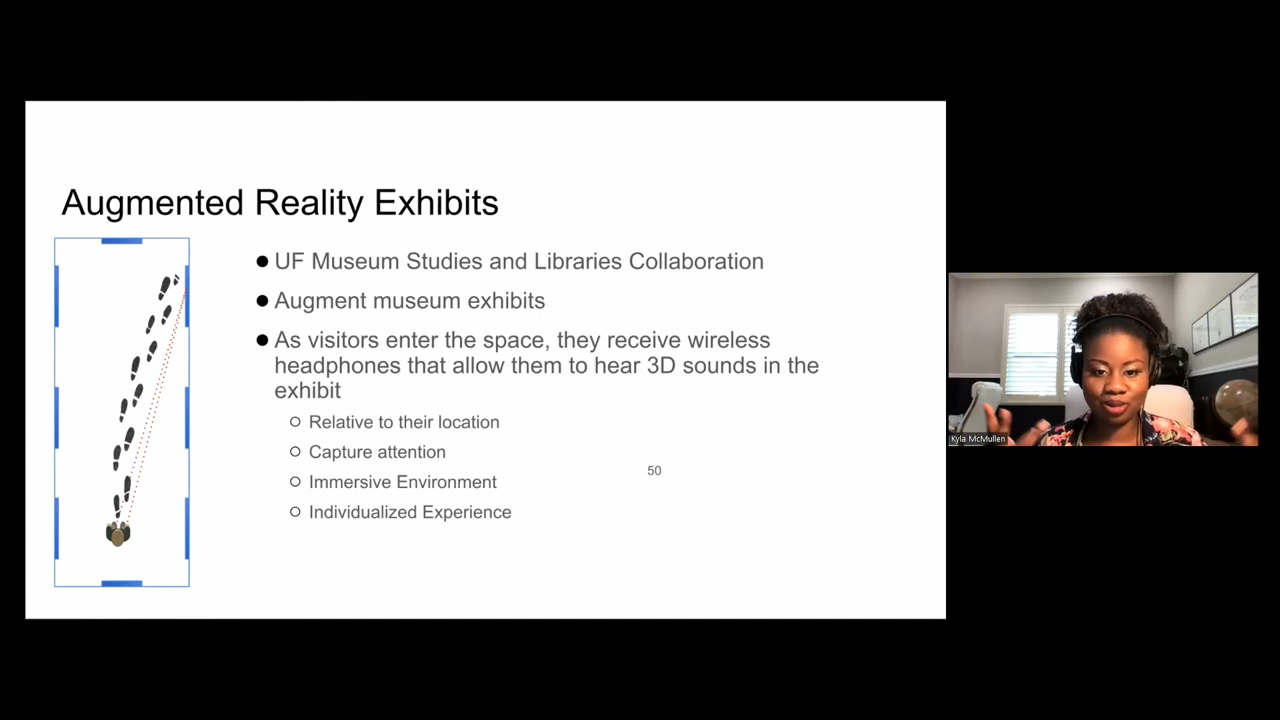 Augmented Reality Exhibits
● UF Museum Studies and Libraries Collaboration
● Augment museum exhibits
● As visitors enter the space, they receive wireless
headphones that allow them to hear 3D sounds in the
exhibit
○ Relative to their location
○ Capture attention
○ Immersive Environment
○ Individualized Experience
50
Kyla McMullen